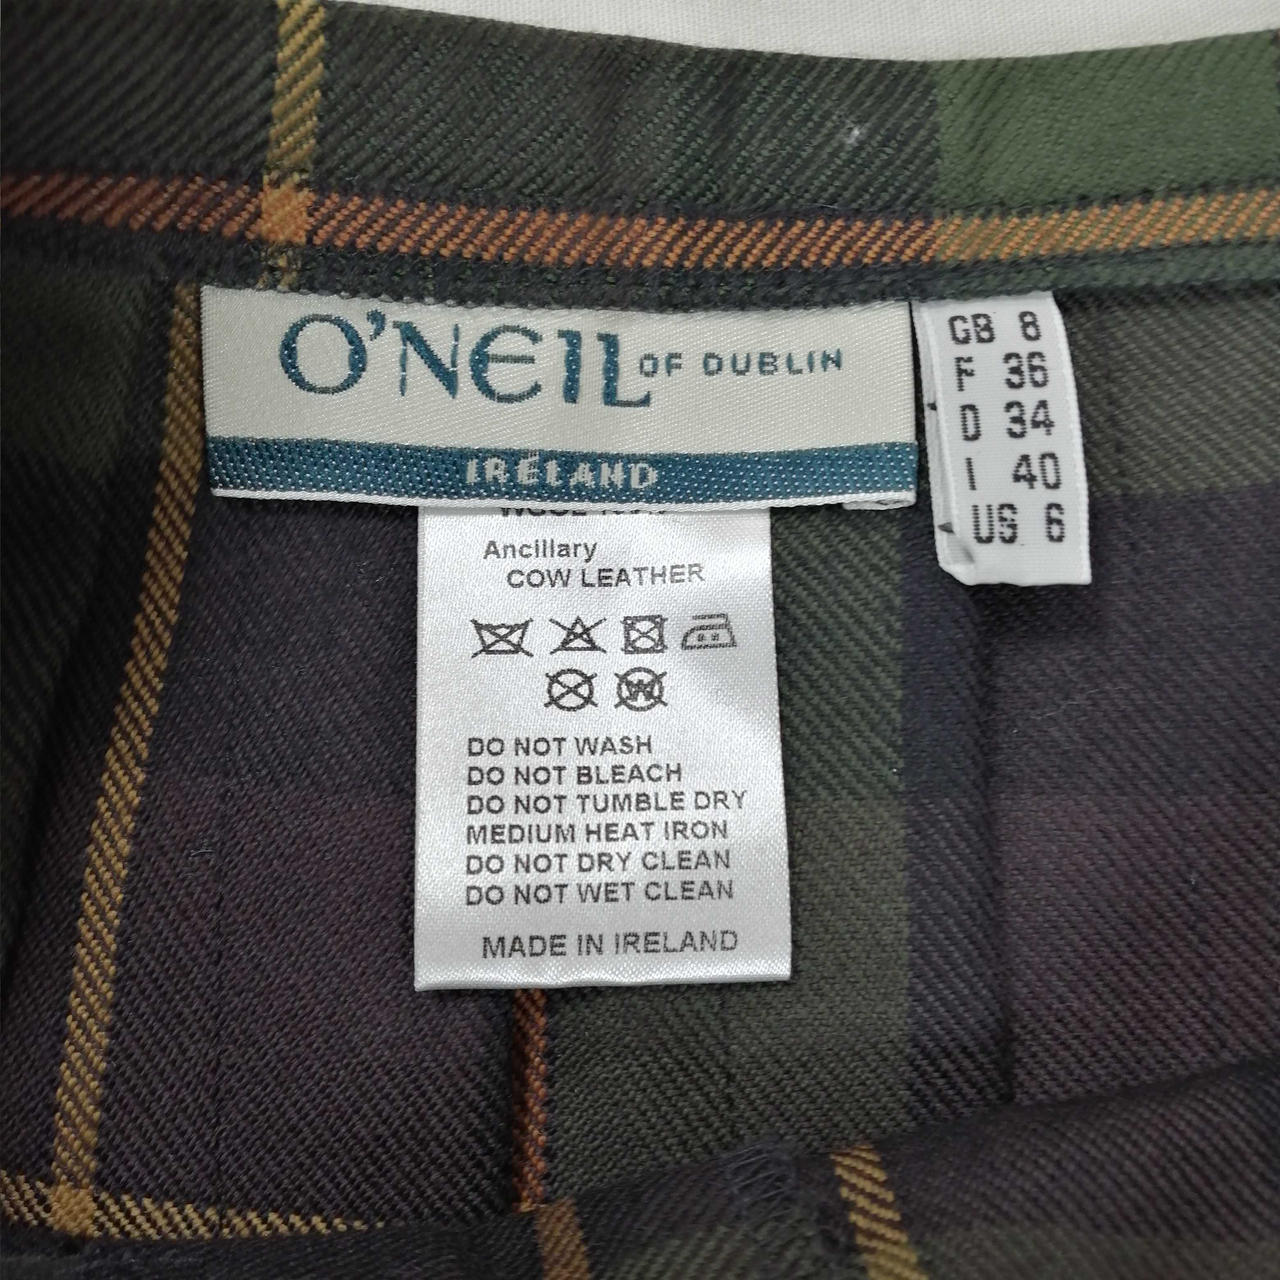 O'NEIL OF DUBLIN
IRELAND
GB 8
F 36
D 34
I 40
US 6
Ancillary
COW LEATHER
W
DO NOT WASH
DO NOT BLEACH
DO NOT TUMBLE DRY
MEDIUM HEAT IRON
DO NOT DRY CLEAN
DO NOT WET CLEAN
MADE IN IRELAND